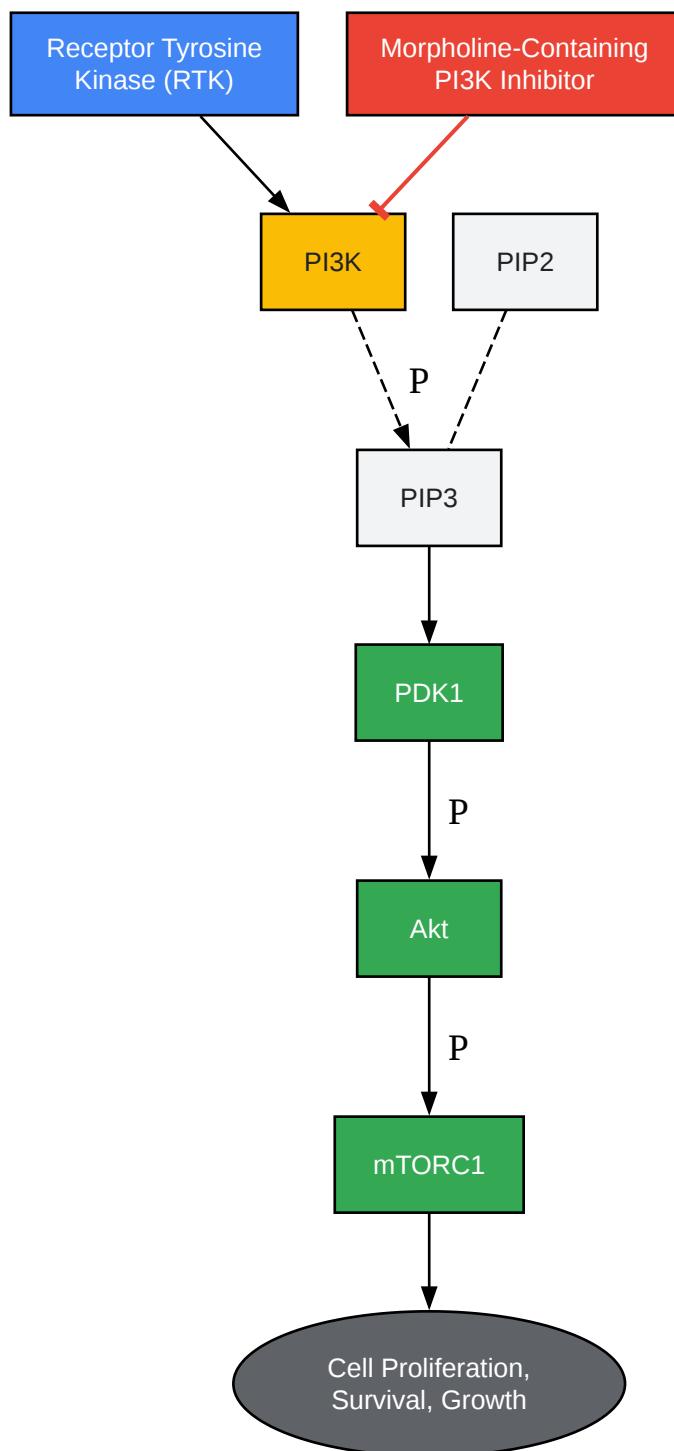 Receptor Tyrosine
Kinase (RTK)
Morpholine-Containing
PI3K Inhibitor
PI3K
PIP2
P
PIP3
PDK1
P
Akt
P
mTORC1
Cell Proliferation,
Survival, Growth